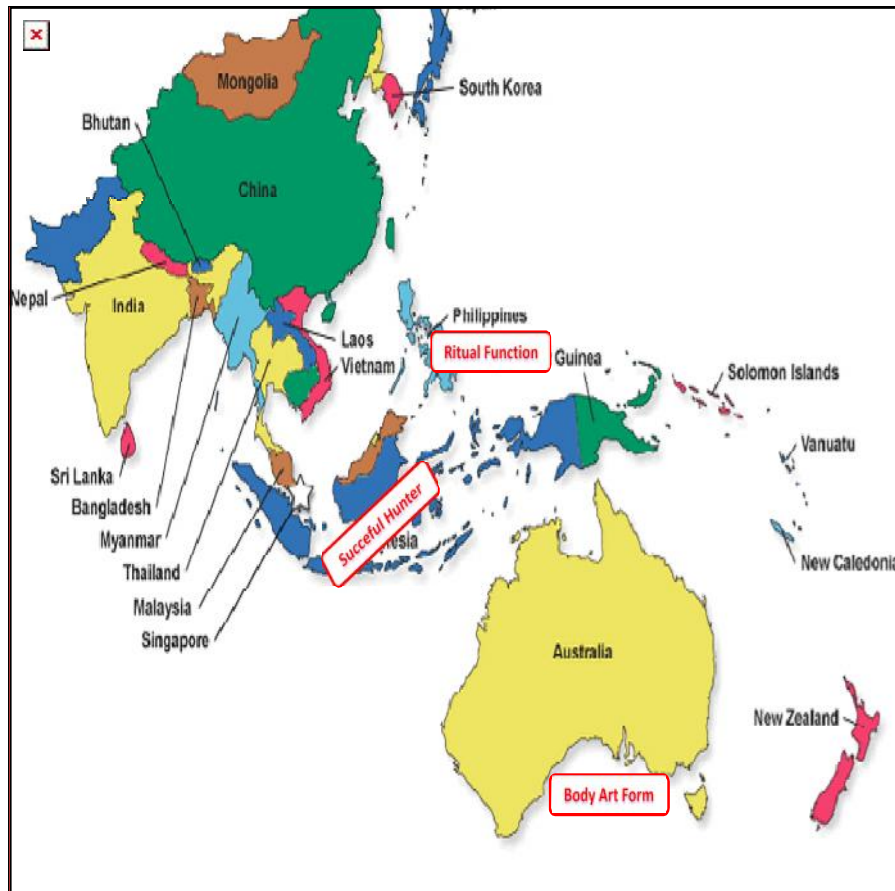 Mongolia
South Korea
Bhutan
China
Nepal
India
Philippines
Laos
Ritual Function
Guinea
Vietnam
Solomon Islands
Vanuatu
Sri Lanka
Bangladesh
Succeful Hunter
Myanmar
New Caledonia
Thailand
Malaysia
Singapore
Australia
New Zealand
Body Art Form